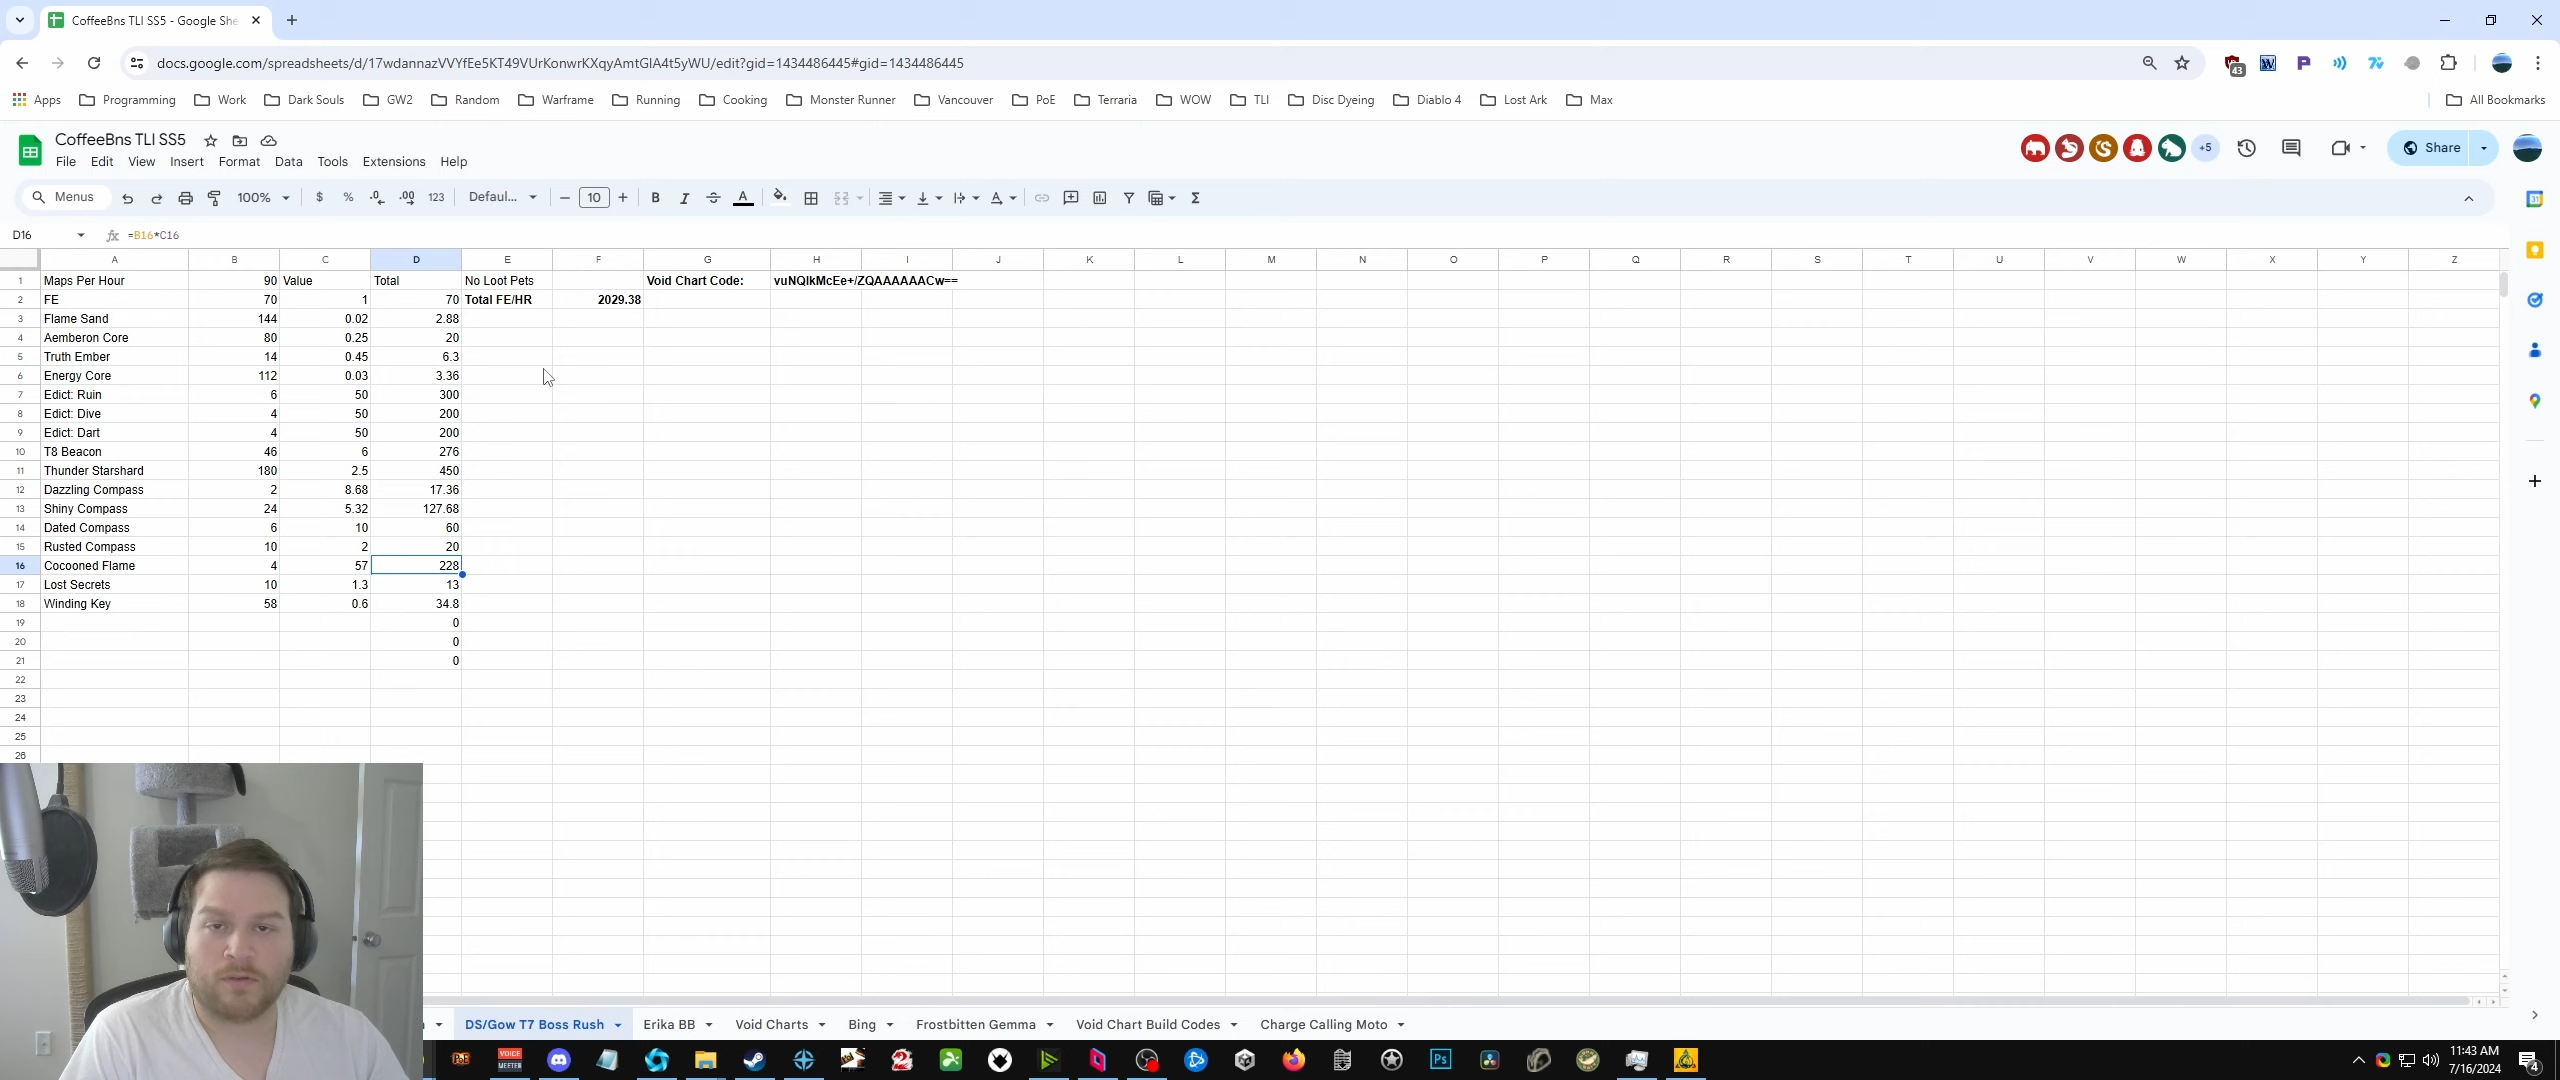 CoffeeBns TLI SS5 - Google She
docs.google.com/spreadsheets/d/17wdannazVVYfEe5KT49VUrKonwrKXqyAmtGlA4t5yWU/edit?gid=1434486445#gid=1434486445
43
Apps Programming Work Dark Souls GW2 Random Warframe Running Cooking Monster Runner Vancouver PoE Terraria WOW TLI Disc Dyeing Diablo 4 Lost Ark Max All Bookmarks
CoffeeBns TLI SS5
File Edit View Insert Format Data Tools Extensions Help
+5 Share
Menus 100% $ % .0 .00 123 Defaul... 10 B I S A Σ
D16 fx =B16*C16
A B C D E F G H I J K L M N O P Q R S T U V W X Y Z
1 Maps Per Hour 90 Value Total No Loot Pets Void Chart Code: vuNQlkMcEe+/ZQAAAAAACw==
2 FE 70 1 70 Total FE/HR 2029.38
3 Flame Sand 144 0.02 2.88
4 Aemberon Core 80 0.25 20
5 Truth Ember 14 0.45 6.3
6 Energy Core 112 0.03 3.36
7 Edict: Ruin 6 50 300
8 Edict: Dive 4 50 200
9 Edict: Dart 4 50 200
10 T8 Beacon 46 6 276
11 Thunder Starshard 180 2.5 450
12 Dazzling Compass 2 8.68 17.36
13 Shiny Compass 24 5.32 127.68
14 Dated Compass 6 10 60
15 Rusted Compass 10 2 20
16 Cocooned Flame 4 57 228
17 Lost Secrets 10 1.3 13
18 Winding Key 58 0.6 34.8
19 0
20 0
21 0
22
23
24
25
26
DS/Gow T7 Boss Rush Erika BB Void Charts Bing Frostbitten Gemma Void Chart Build Codes Charge Calling Moto
PoE VOICE MEETER 2 Ps
11:43 AM
7/16/2024
4